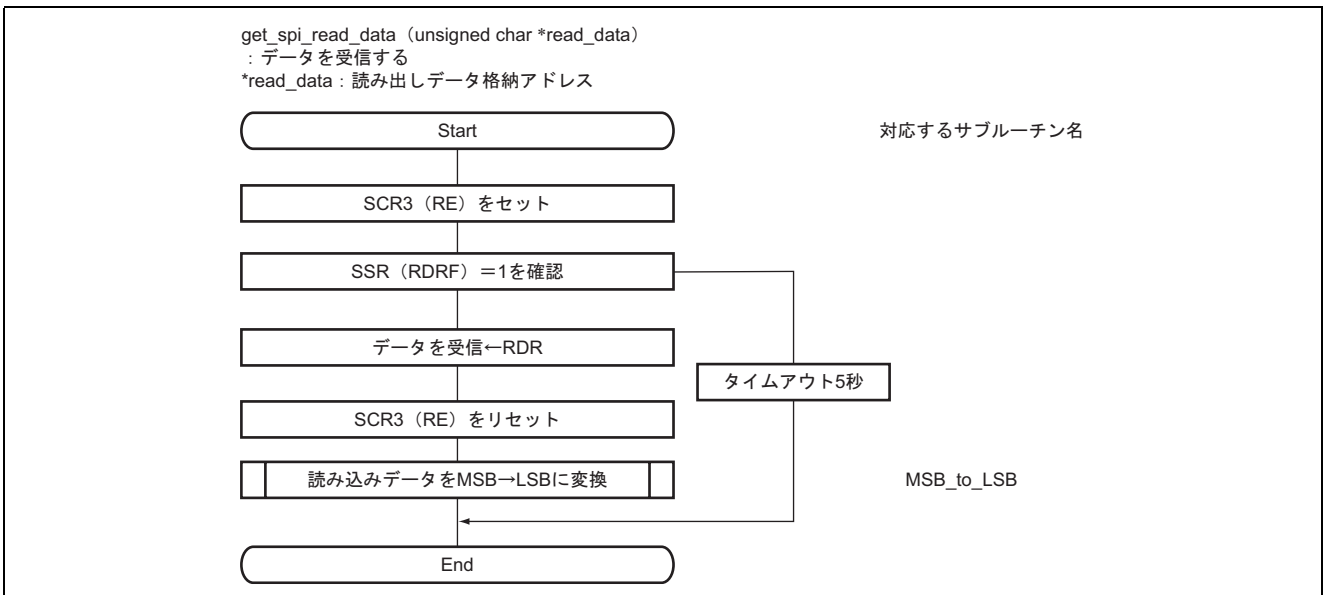 get_spi_read_data（unsigned char *read_data）
：データを受信する
*read_data：読み出しデータ格納アドレス
Start
対応するサブルーチン名
SCR3（RE）をセット
SSR（RDRF）＝1を確認
データを受信←RDR
タイムアウト5秒
SCR3（RE）をリセット
読み込みデータをMSB→LSBに変換
MSB_to_LSB
End